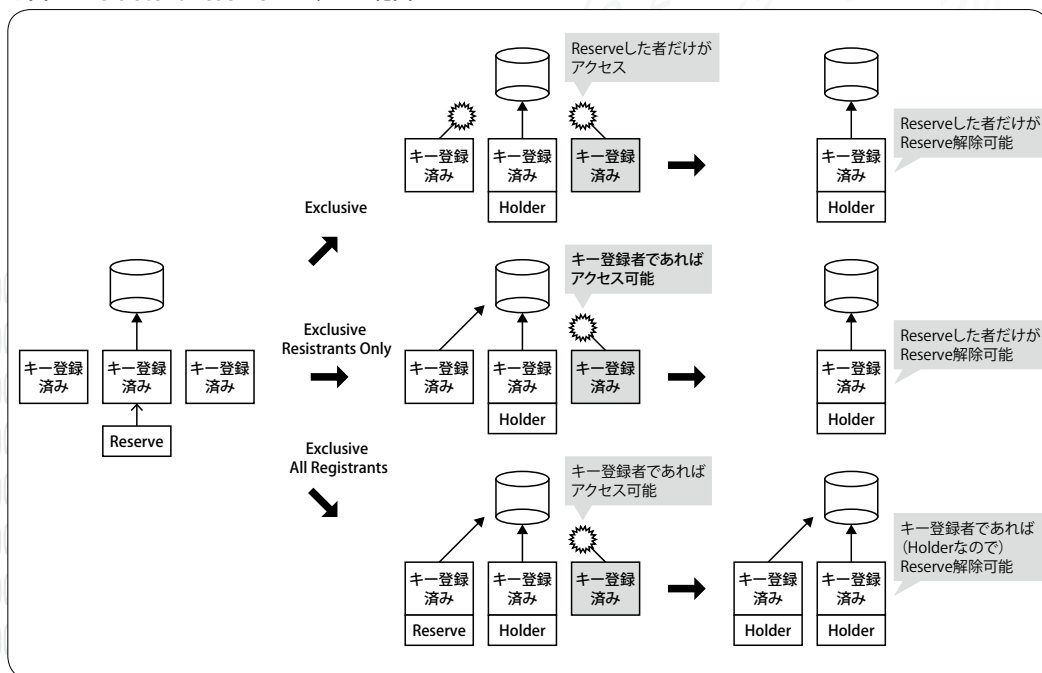 Reserveした者だけが
アクセス
キー登録
済み
キー登録
済み
Holder
キー登録
済み
キー登録
済み
Holder
Reserveした者だけが
Reserve解除可能
Exclusive
キー登録者であれば
アクセス可能
Exclusive
Resistrants Only
キー登録
済み
キー登録
済み
キー登録
済み
Reserve
キー登録
済み
キー登録
済み
Holder
キー登録
済み
キー登録
済み
Holder
Reserveした者だけが
Reserve解除可能
Exclusive
All Registrants
キー登録者であれば
アクセス可能
キー登録
済み
Reserve
キー登録
済み
Holder
キー登録
済み
キー登録
済み
Holder
キー登録
済み
Holder
キー登録者であれば
(Holderなので)
Reserve解除可能